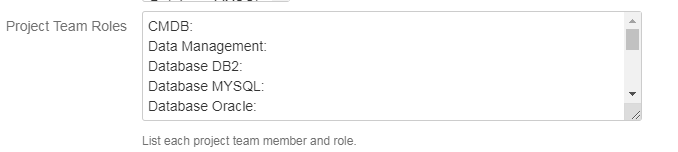 Project Team Roles
CMDB:
Data Management:
Database DB2:
Database MYSQL:
Database Oracle:
List each project team member and role.